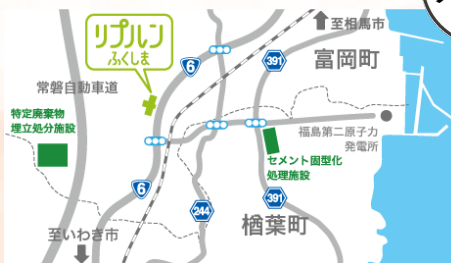 至相馬市
リプルン
ふくしま
6
391
富岡町
常磐自動車道
特定廃棄物
埋立処分施設
福島第二原子力
発電所
セメント固型化
処理施設
6
391
244
楢葉町
至いわき市